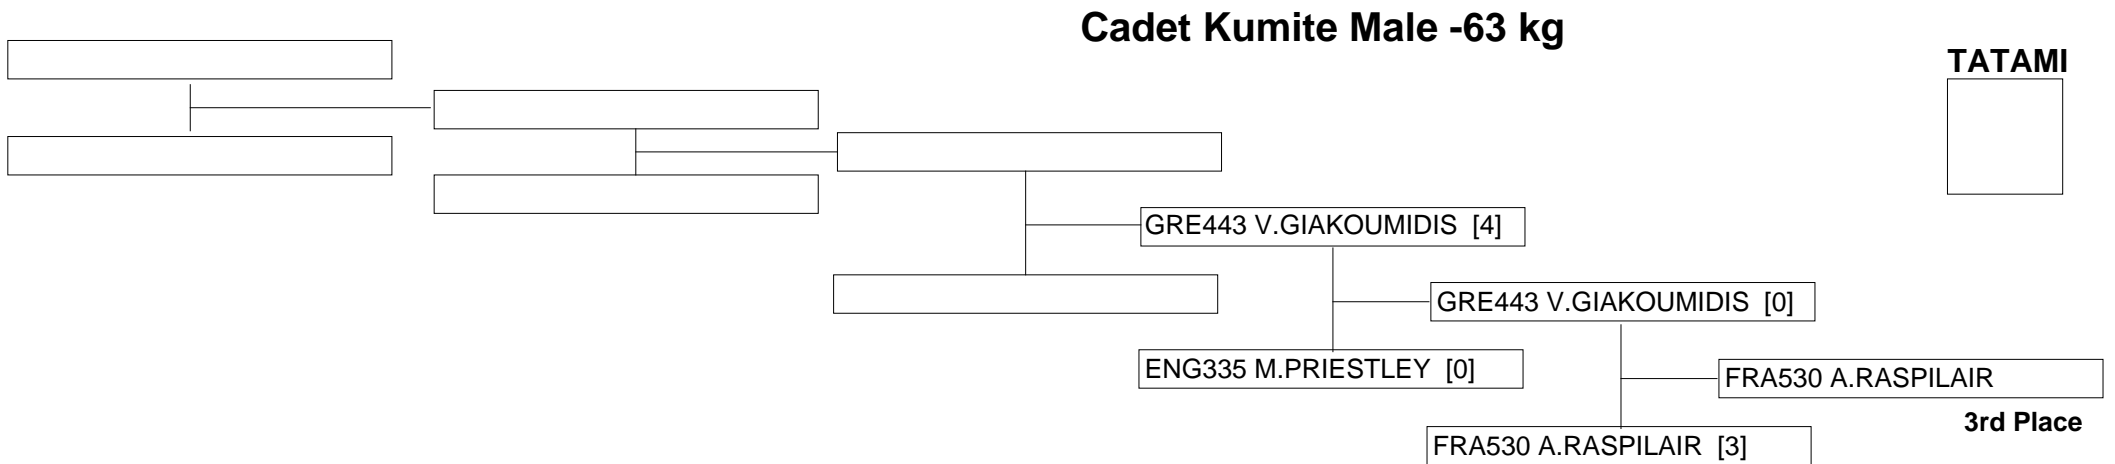 Cadet Kumite Male -63 kg
TATAMI
GRE443 V.GIAKOUMIDIS [4]
GRE443 V.GIAKOUMIDIS [0]
ENG335 M.PRIESTLEY [0]
FRA530 A.RASPILAIR
3rd Place
FRA530 A.RASPILAIR [3]